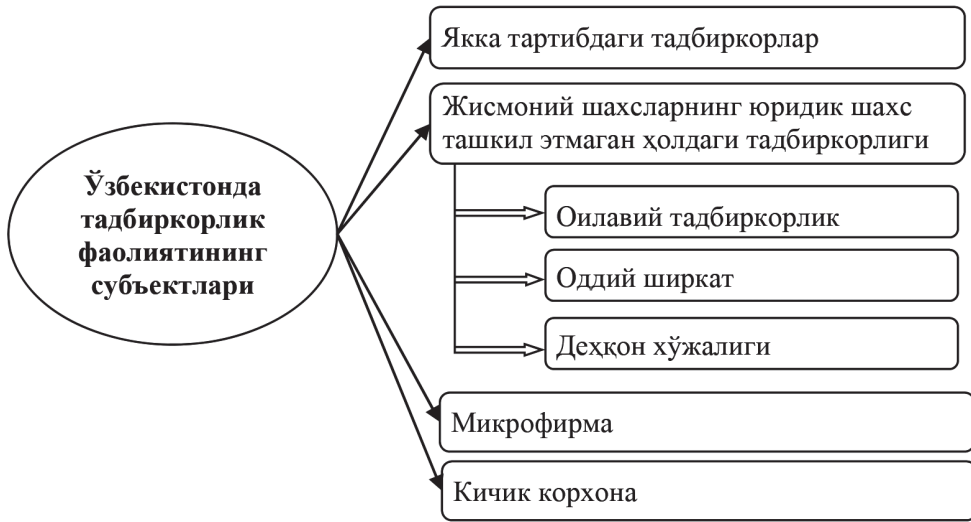 Ўзбекистонда
тадбиркорлик
фаолиятининг
субъектлари
Якка тартибдаги тадбиркорлар
Жисмоний шахсларнинг юридик шахс
ташкил этмаган ҳолдаги тадбиркорлиги
Оилавий тадбиркорлик
Оддий ширкат
Деҳқон хўжалиги
Микрофирма
Кичик корхона